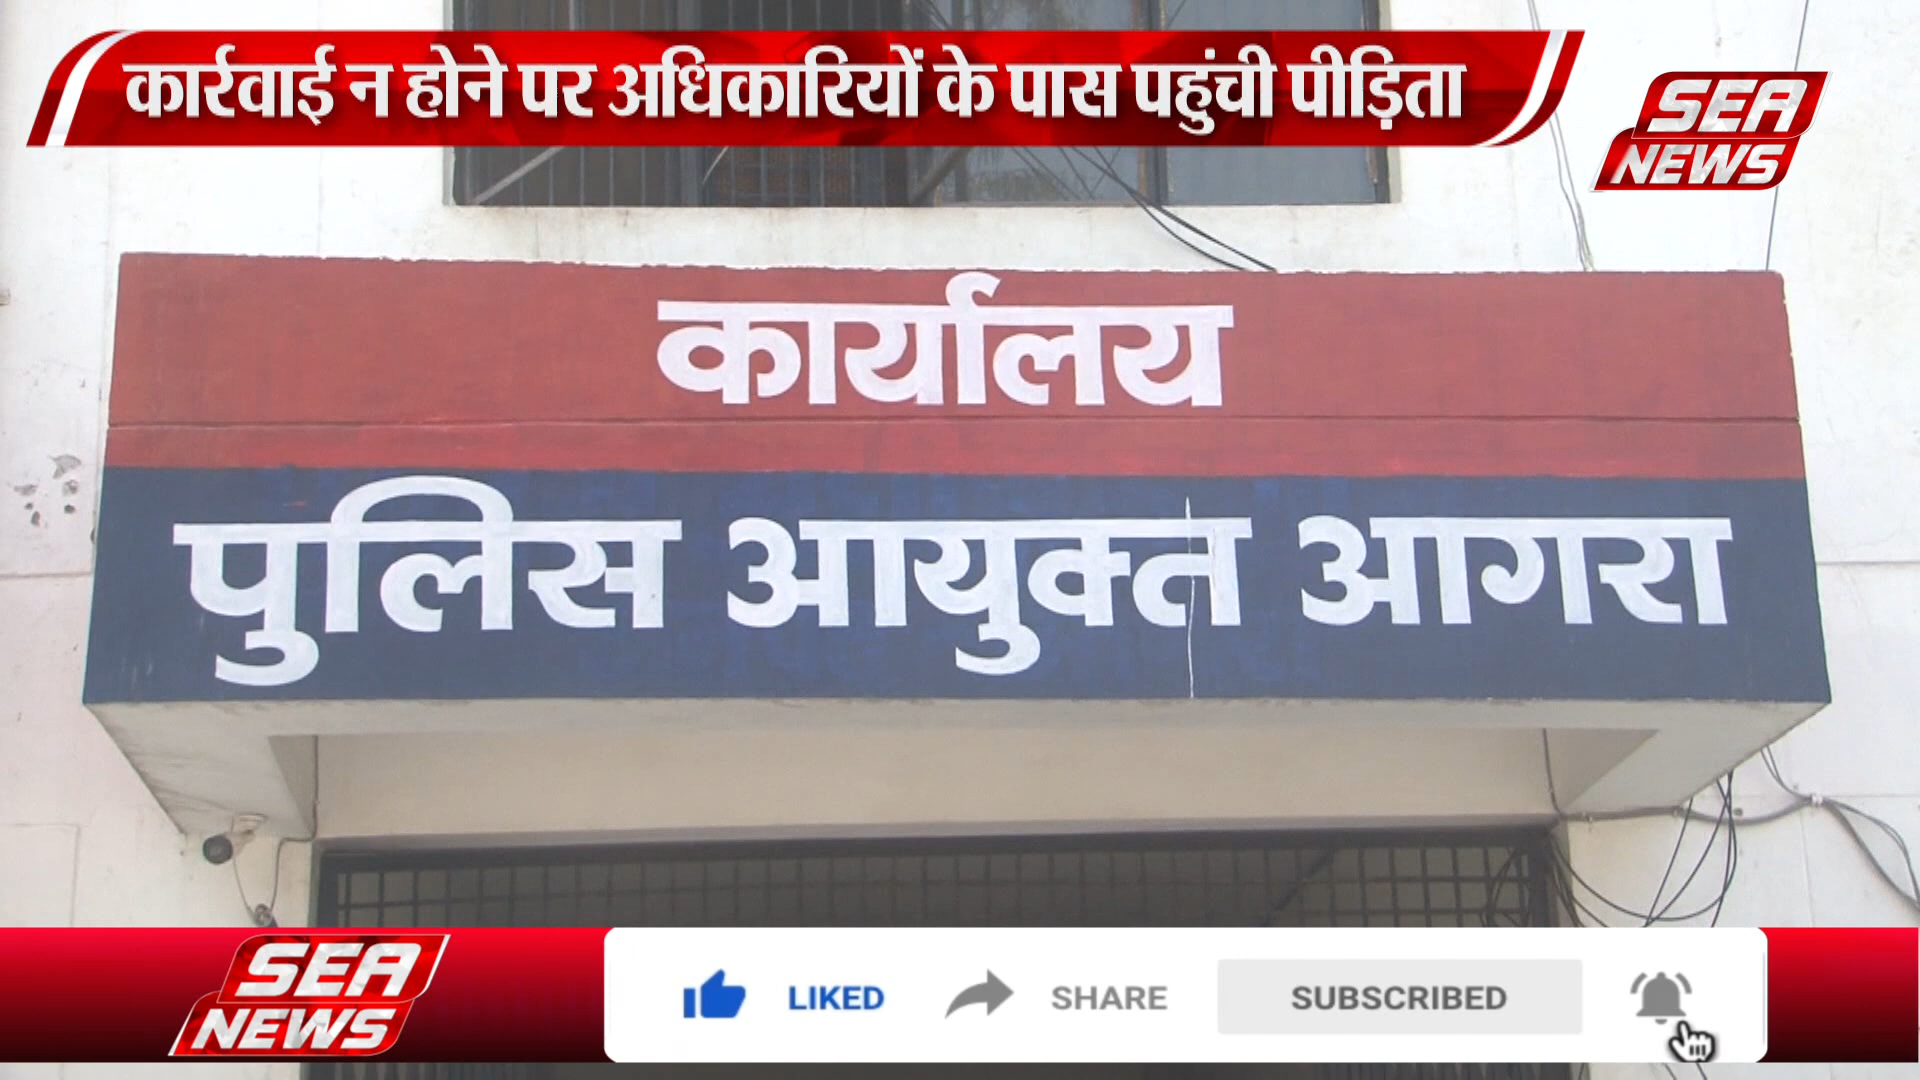 कार्रवाई न होने पर अधिकारियों के पास पहुंची पीड़िता
SEA
NEWS
कार्यालय
पुलिस आयुक्त आगरा
SEA
NEWS
LIKED
SHARE
SUBSCRIBED